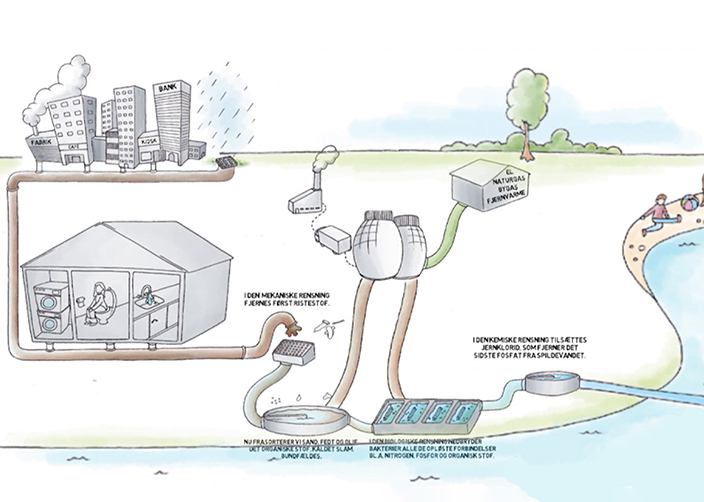 BANK
FABRIK
CAFE
KIOSK
EL
NATURGAS
BYGAS
FJERNVARME
I DEN MEKANISKE RENSNING
FJERNES FØRST RISTESTOF.
I DEN KEMISKE RENSNING TILSÆTTES
JERNKLORID, SOM FJERNER DET
SIDSTE FOSFAT FRA SPILDEVANDET.
NU FRASORTERER VI SAND, FEDT OG OLIE.
DET ORGANISKE STOF, KALDET SLAM,
BUNDFÆLDES.
I DEN BIOLOGISKE RENSNING NEDBRYDER
BAKTERIER ALLE DE OPLØSTE FORBINDELSER
BL.A. NITROGEN, FOSFOR OG ORGANISK STOF.